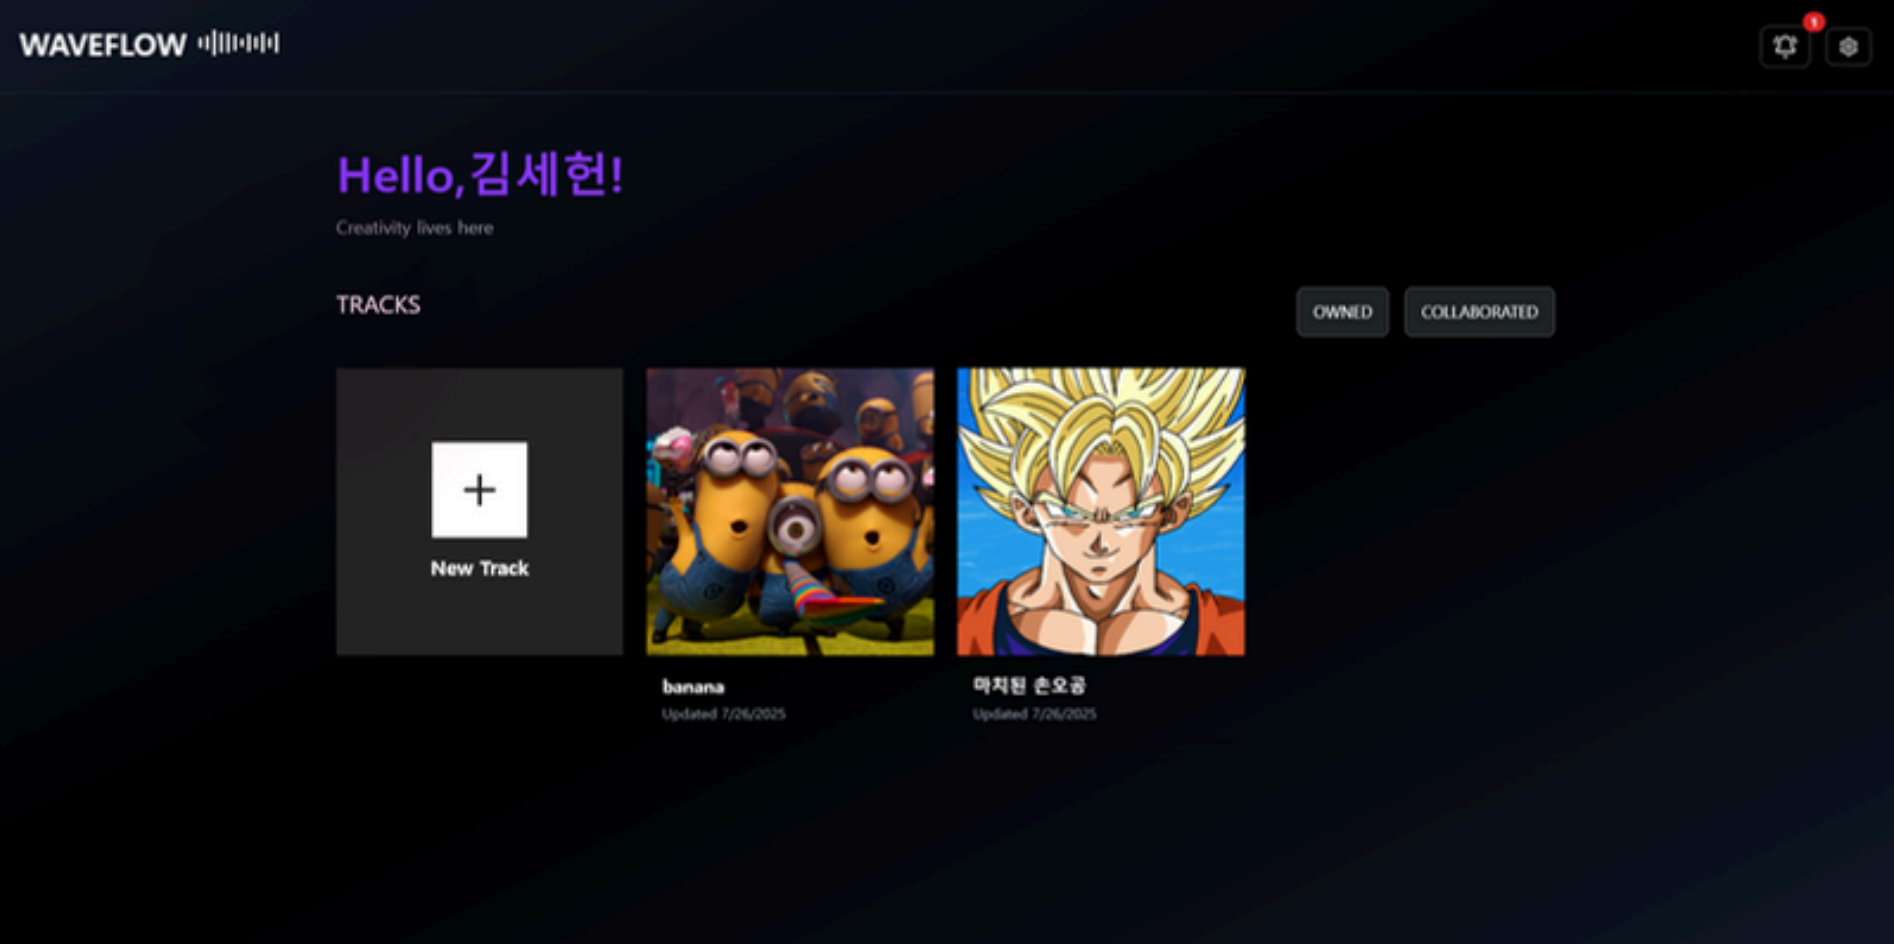 WAVEFLOW
1
Hello,김세헌!
Creativity lives here
TRACKS
OWNED
COLLABORATED
New Track
banana
Updated 7/26/2025
마치된 손오공
Updated 7/26/2025